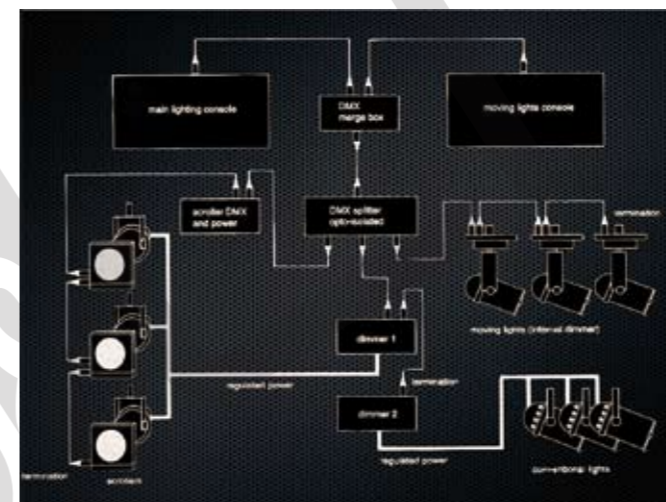 main lighting console
DMX
merge box
moving lights console
scroller DMX
and power
DMX splitter
opto-isolated
termination
moving lights (internal dimmer)
dimmer 1
regulated power
termination
dimmer 2
regulated power
conventional lights
termination
scrollers